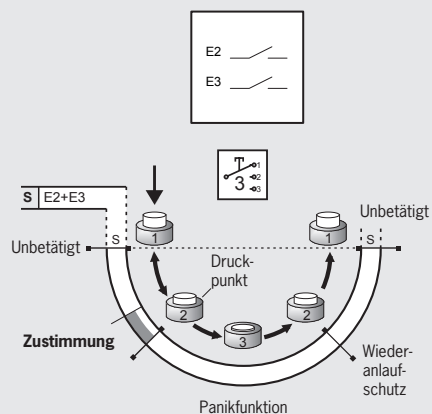 E2
E3
3
1
2
3
S E2+E3
Unbetätigt
Unbetätigt
S
S
1
1
Druck-
punkt
2
2
3
Zustimmung
Wieder-
anlauf-
schutz
Panikfunktion